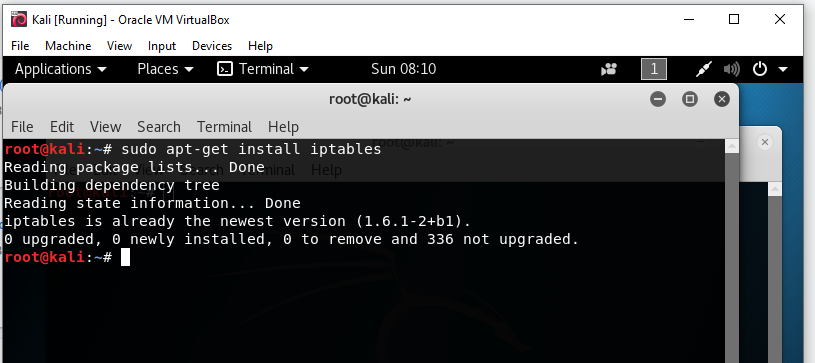 Kali [Running] - Oracle VM VirtualBox
File Machine View Input Devices Help
Applications Places Terminal Sun 08:10 1
root@kali: ~
File Edit View Search Terminal Help
root@kali:~# sudo apt-get install iptables
Reading package lists... Done
Building dependency tree
Reading state information... Done
iptables is already the newest version (1.6.1-2+b1).
0 upgraded, 0 newly installed, 0 to remove and 336 not upgraded.
root@kali:~#